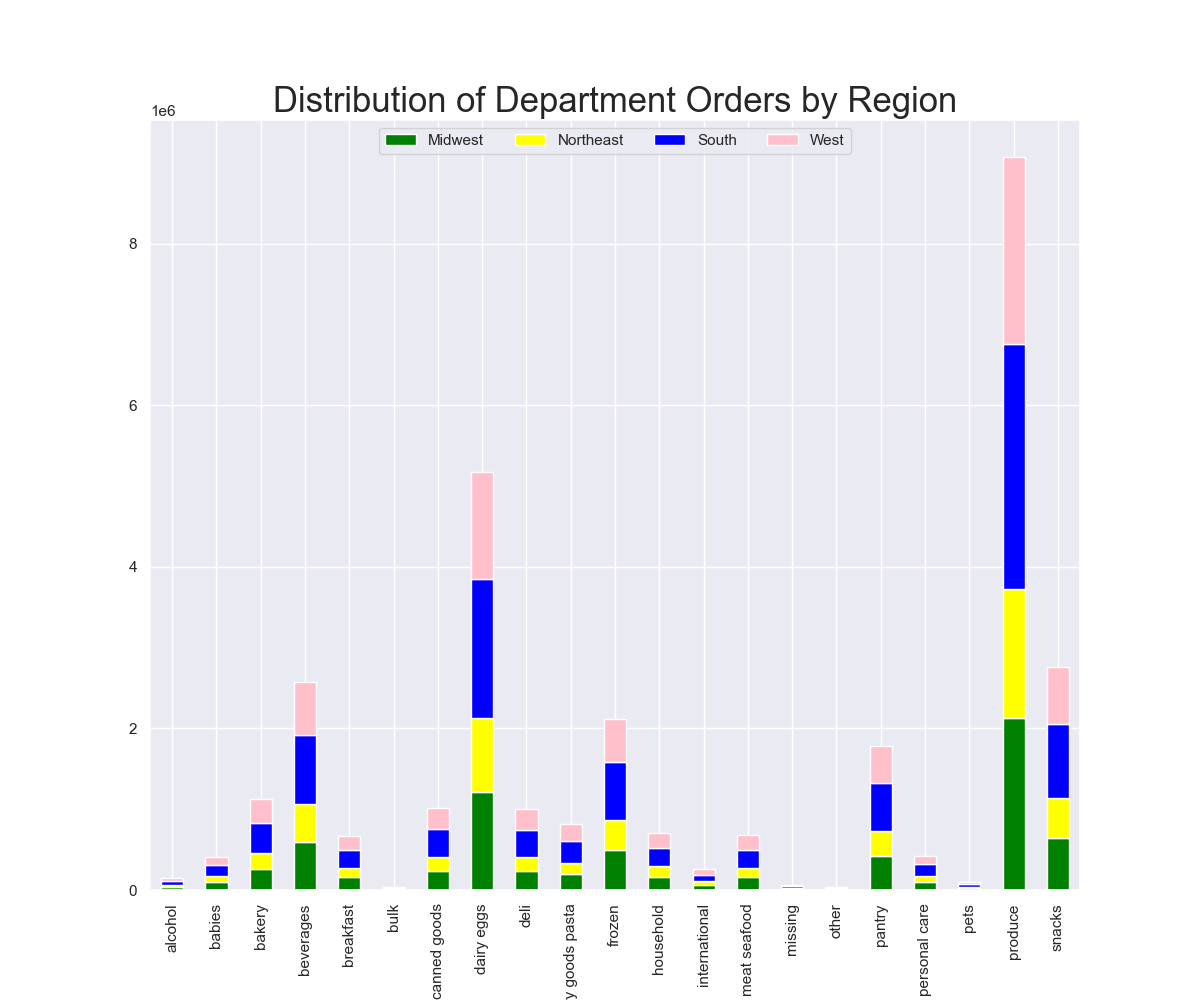 Distribution of Department Orders by Region
1e6
Midwest Northeast South West
8
6
4
2
0
alcohol
babies
bakery
beverages
breakfast
bulk
canned goods
dairy eggs
deli
y goods pasta
frozen
household
international
meat seafood
missing
other
pantry
personal care
pets
produce
snacks